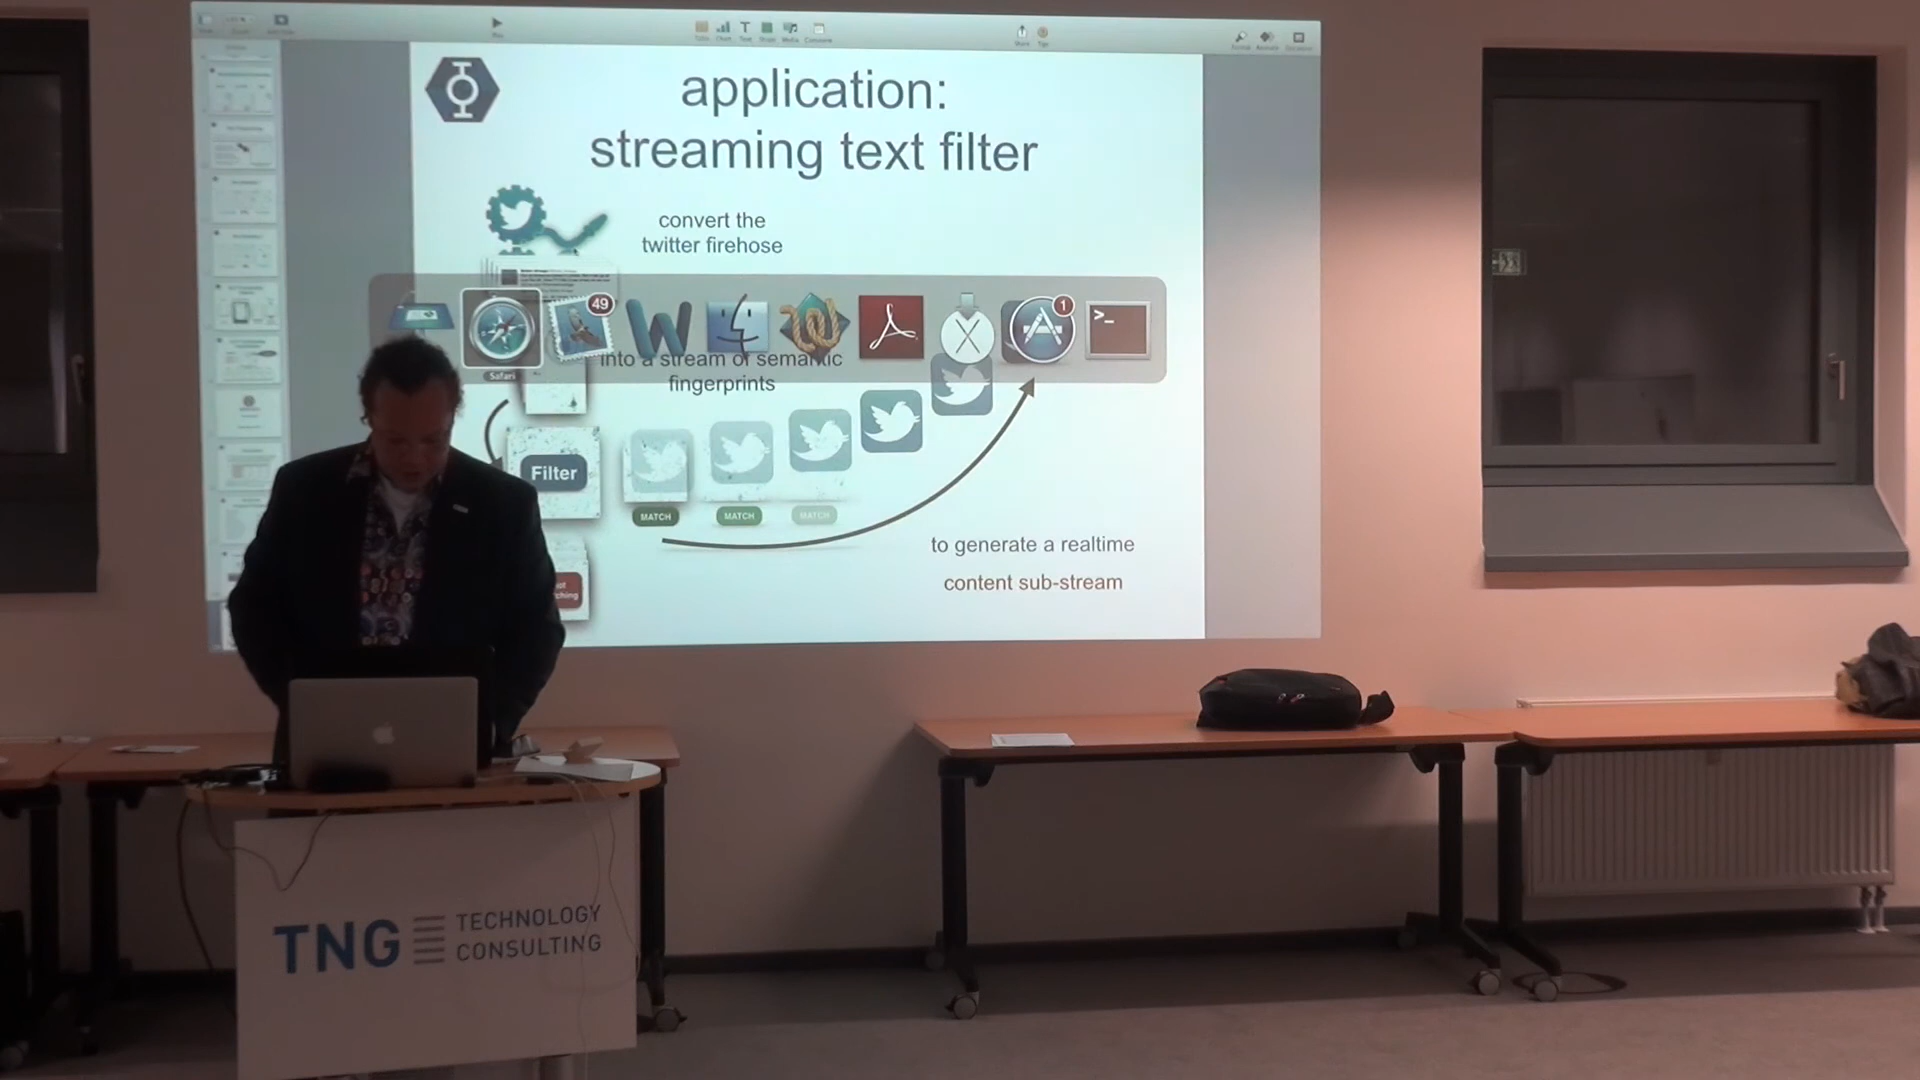 application:
streaming text filter
convert the
twitter firehose
49
1
>_
Safari
into a stream of semantic
fingerprints
Filter
MATCH
MATCH
MATCH
to generate a realtime
content sub-stream
TNG TECHNOLOGY
CONSULTING